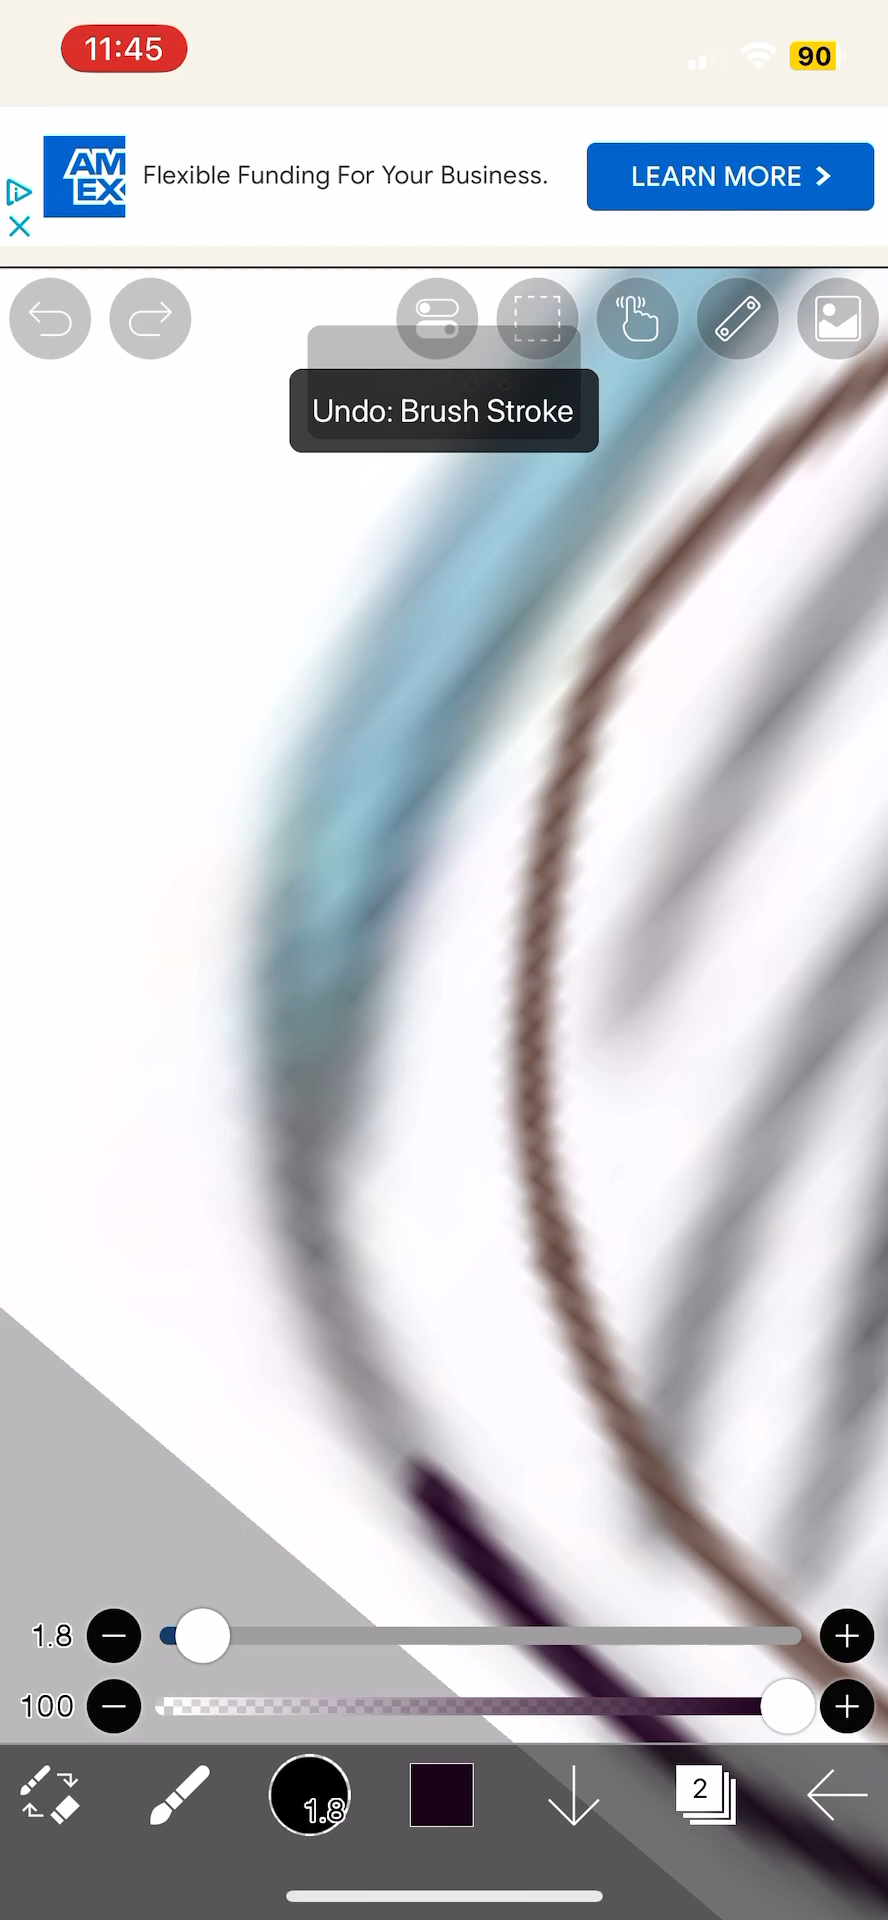 11:45
90
AM
EX
Flexible Funding For Your Business.
LEARN MORE
Undo: Brush Stroke
1.8
100
1.8
2